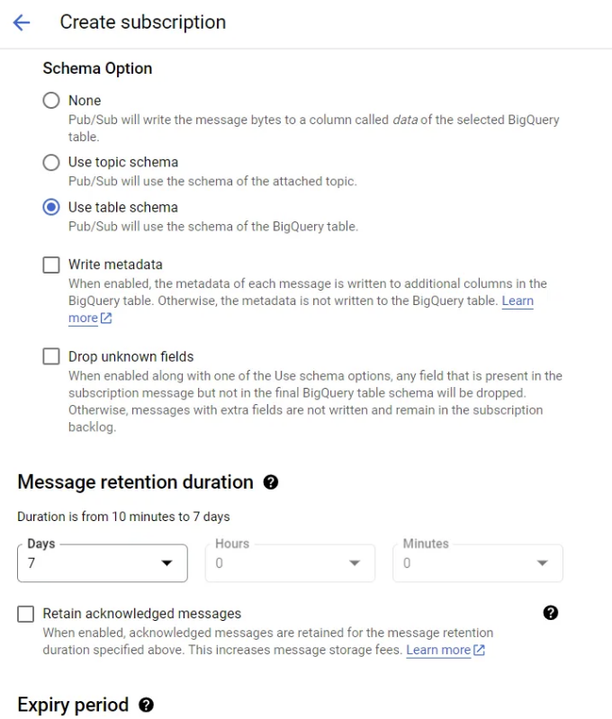 Create subscription
Schema Option
None
Pub/Sub will write the message bytes to a column called data of the selected BigQuery
table.
Use topic schema
Pub/Sub will use the schema of the attached topic.
Use table schema
Pub/Sub will use the schema of the BigQuery table.
Write metadata
When enabled, the metadata of each message is written to additional columns in the
BigQuery table. Otherwise, the metadata is not written to the BigQuery table. Learn
more
Drop unknown fields
When enabled along with one of the Use schema options, any field that is present in the
subscription message but not in the final BigQuery table schema will be dropped.
Otherwise, messages with extra fields are not written and remain in the subscription
backlog.
Message retention duration ?
Duration is from 10 minutes to 7 days
Days Hours Minutes
7 0 0
Retain acknowledged messages ?
When enabled, acknowledged messages are retained for the message retention
duration specified above. This increases message storage fees. Learn more
Expiry period ?